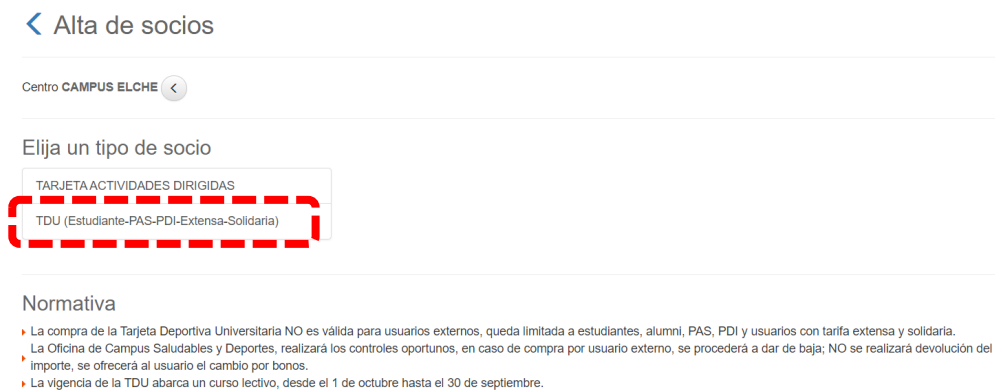 Alta de socios
Centro CAMPUS ELCHE
Elija un tipo de socio
TARJETA ACTIVIDADES DIRIGIDAS
TDU (Estudiante-PAS-PDI-Extensa-Solidaria)
Normativa
La compra de la Tarjeta Deportiva Universitaria NO es válida para usuarios externos, queda limitada a estudiantes, alumni, PAS, PDI y usuarios con tarifa extensa y solidaria.
La Oficina de Campus Saludables y Deportes, realizará los controles oportunos, en caso de compra por usuario externo, se procederá a dar de baja; NO se realizará devolución del
importe, se ofrecerá al usuario el cambio por bonos.
La vigencia de la TDU abarca un curso lectivo, desde el 1 de octubre hasta el 30 de septiembre.